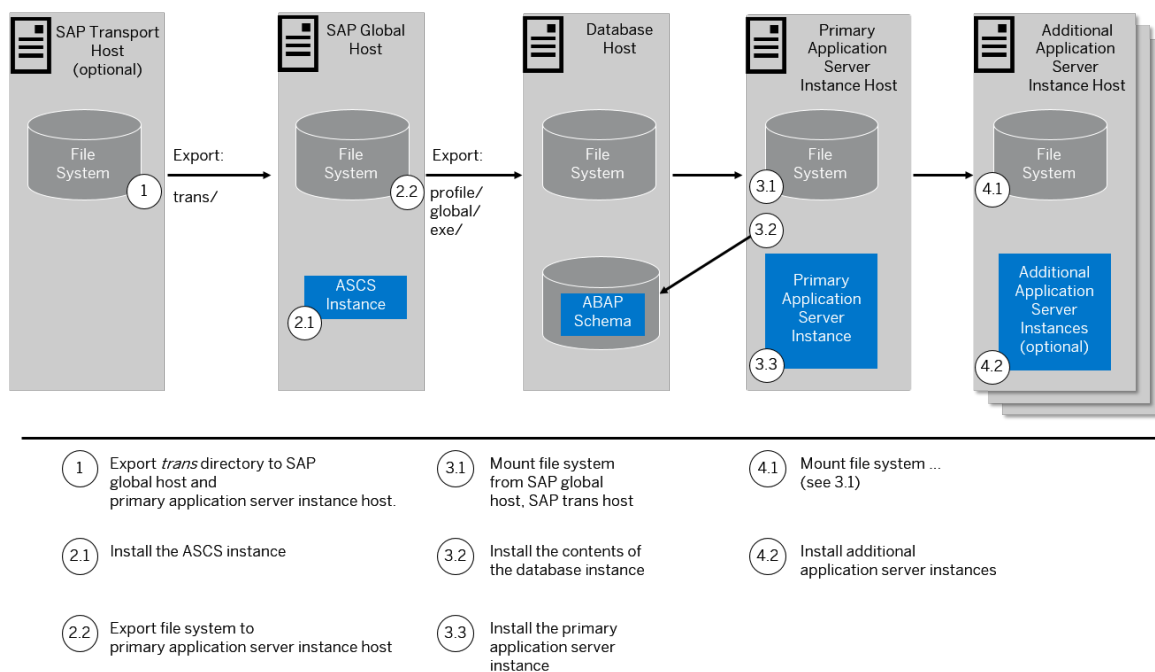 SAP Transport
Host
(optional)
File
System
1
Export:
trans/
SAP Global
Host
File
System
2.2
ASCS
Instance
2.1
Export:
profile/
global/
exe/
Database
Host
File
System
ABAP
Schema
Primary
Application
Server
Instance Host
File
System
3.1
3.2
Primary
Application
Server
Instance
3.3
Additional
Application
Server
Instance Host
File
System
4.1
Additional
Application
Server
Instances
(optional)
4.2
1
Export trans directory to SAP
global host and
primary application server instance host.
2.1
Install the ASCS instance
2.2
Export file system to
primary application server instance host
3.1
Mount file system
from SAP global
host, SAP trans host
3.2
Install the contents of
the database instance
3.3
Install the primary
application server
instance
4.1
Mount file system ...
(see 3.1)
4.2
Install additional
application server instances